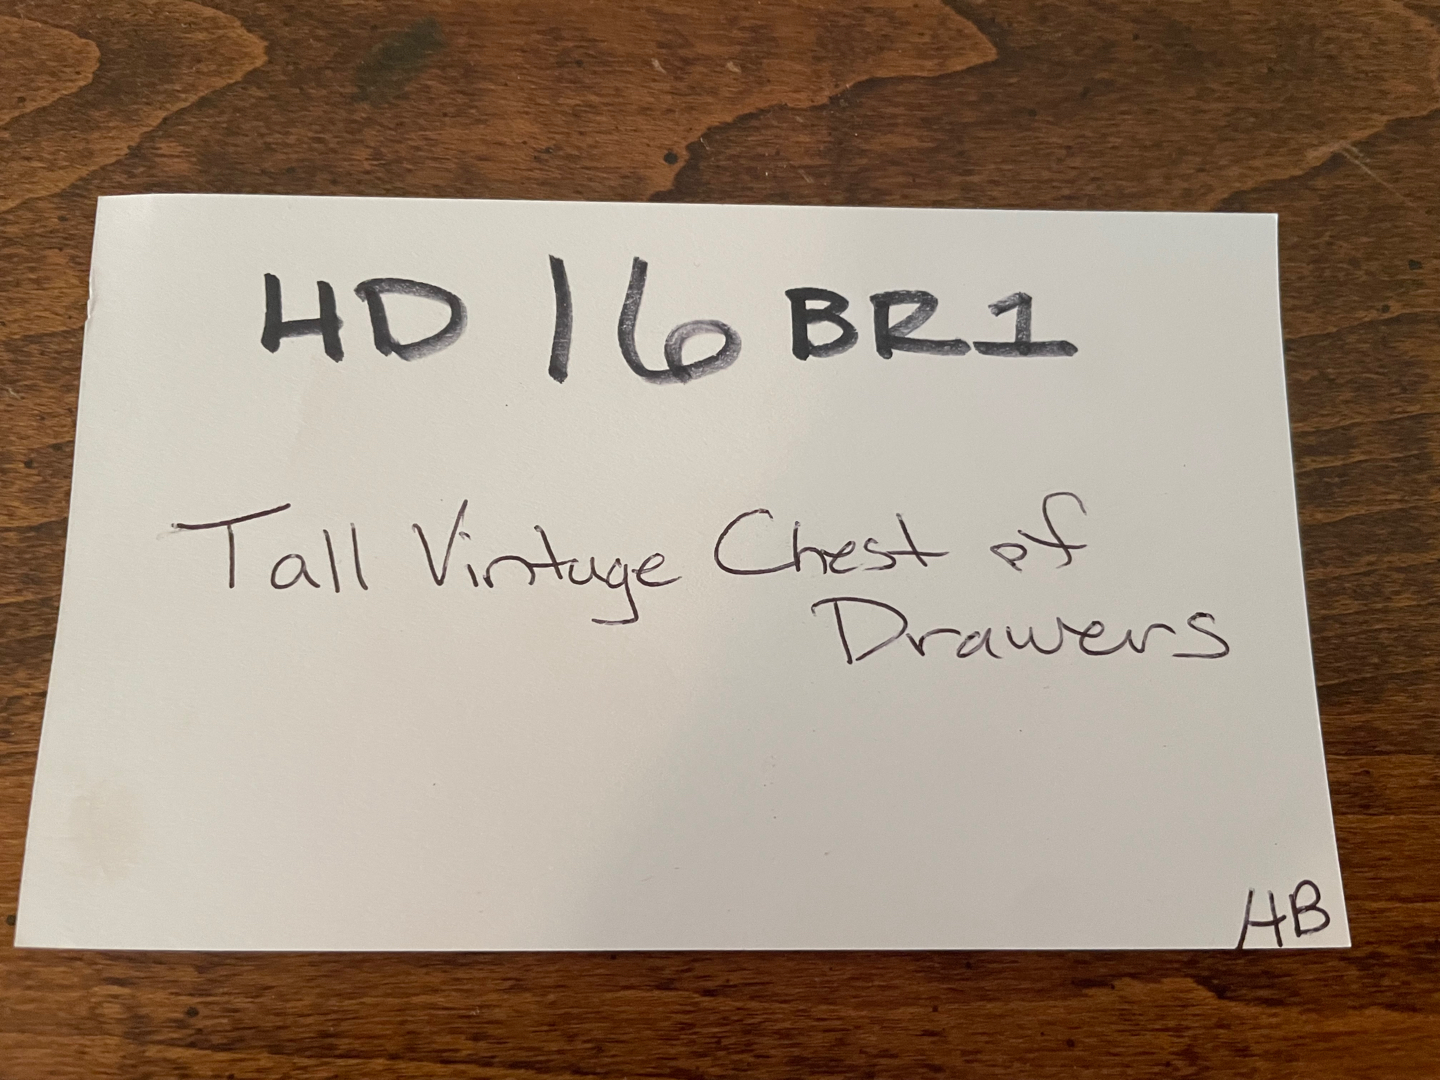 HD 16 BR1
Tall Vintage Chest of
Drawers
HB